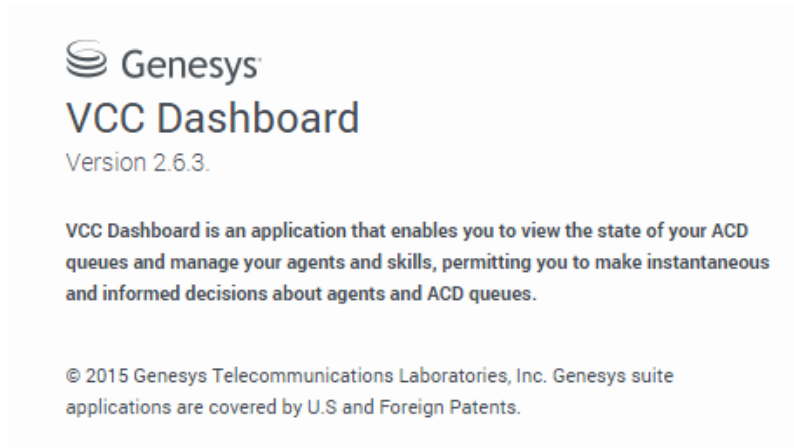 Genesys
VCC Dashboard
Version 2.6.3.
VCC Dashboard is an application that enables you to view the state of your ACD
queues and manage your agents and skills, permitting you to make instantaneous
and informed decisions about agents and ACD queues.
© 2015 Genesys Telecommunications Laboratories, Inc. Genesys suite
applications are covered by U.S and Foreign Patents.